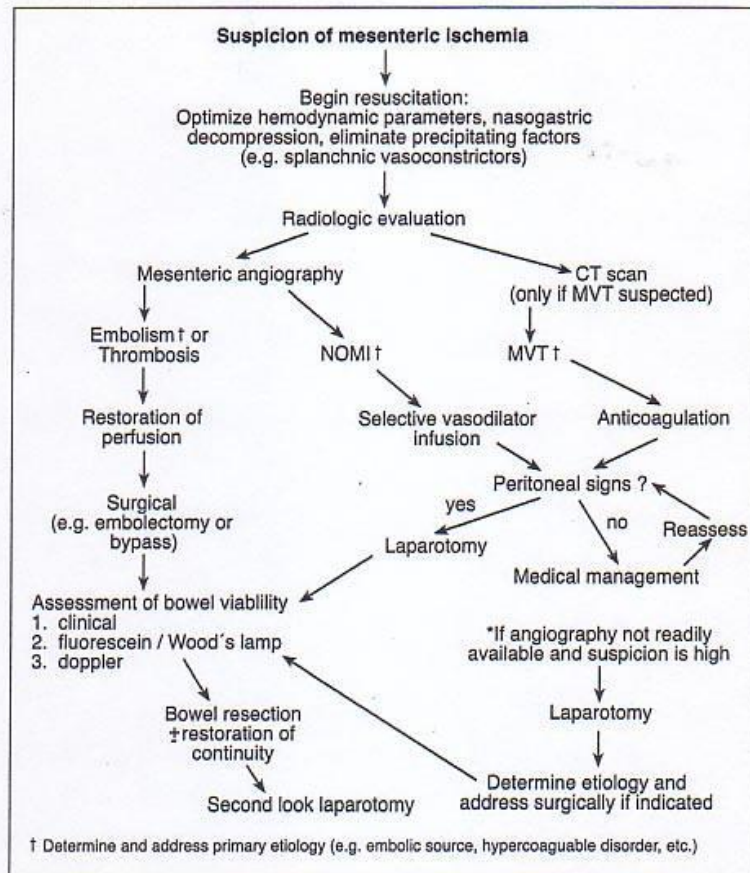 Suspicion of mesenteric ischemia
Begin resuscitation:
Optimize hemodynamic parameters, nasogastric
decompression, eliminate precipitating factors
(e.g. splanchnic vasoconstrictors)
Radiologic evaluation
Mesenteric angiography
CT scan
(only if MVT suspected)
Embolism † or
Thrombosis
NOMI †
MVT †
Restoration of
perfusion
Selective vasodilator
infusion
Anticoagulation
Surgical
(e.g. embolectomy or
bypass)
Peritoneal signs ?
yes
no
Reassess
Laparotomy
Medical management
Assessment of bowel viablility
1. clinical
2. fluorescein / Wood´s lamp
3. doppler
*If angiography not readily
available and suspicion is high
Laparotomy
Bowel resection
‡restoration of
continuity
Determine etiology and
address surgically if indicated
Second look laparotomy
† Determine and address primary etiology (e.g. embolic source, hypercoaguable disorder, etc.)